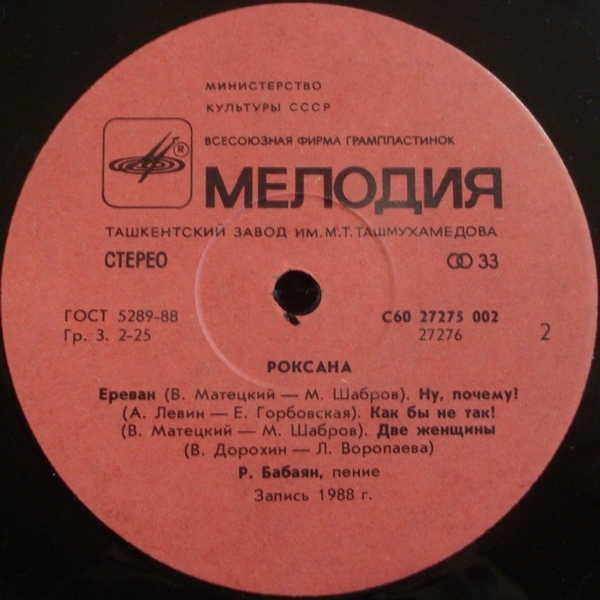 МИНИСТЕРСТВО
КУЛЬТУРЫ СССР
ВСЕСОЮЗНАЯ ФИРМА ГРАМПЛАСТИНОК
®
МЕЛОДИЯ
ТАШКЕНТСКИЙ ЗАВОД ИМ. М.Т. ТАШМУХАМЕДОВА
СТЕРЕО
33
ГОСТ 5289-88
Гр. 3. 2-25
С60 27275 002
27276
2
РОКСАНА
Ереван (В. Матецкий — М. Шабров). Ну, почему?
(А. Левин — Е. Горбовская). Как бы не так!
(В. Матецкий — М. Шабров). Две женщины
(В. Дорохин — Л. Воропаева)
Р. Бабаян, пение
Запись 1988 г.